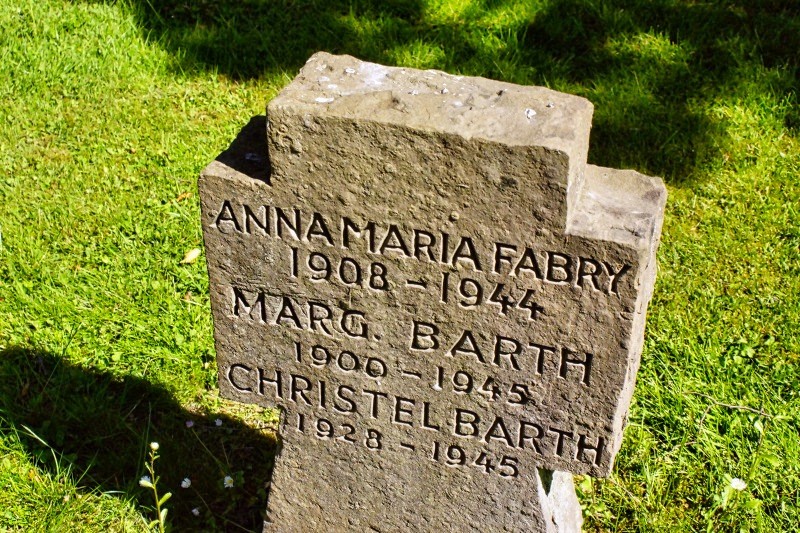 ANNA MARIA FABRY
1908 - 1944
MARG. BARTH
1900 - 1945
CHRISTEL BARTH
1928 - 1945